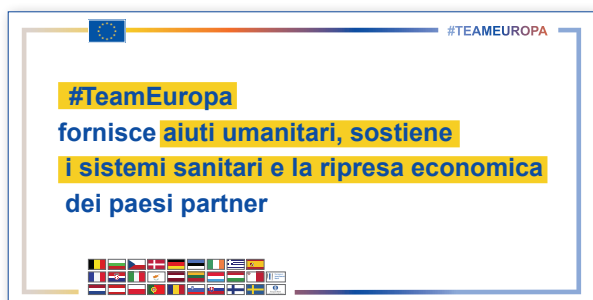 #TEAMEUROPA
#TeamEuropa
fornisce aiuti umanitari, sostiene
i sistemi sanitari e la ripresa economica
dei paesi partner